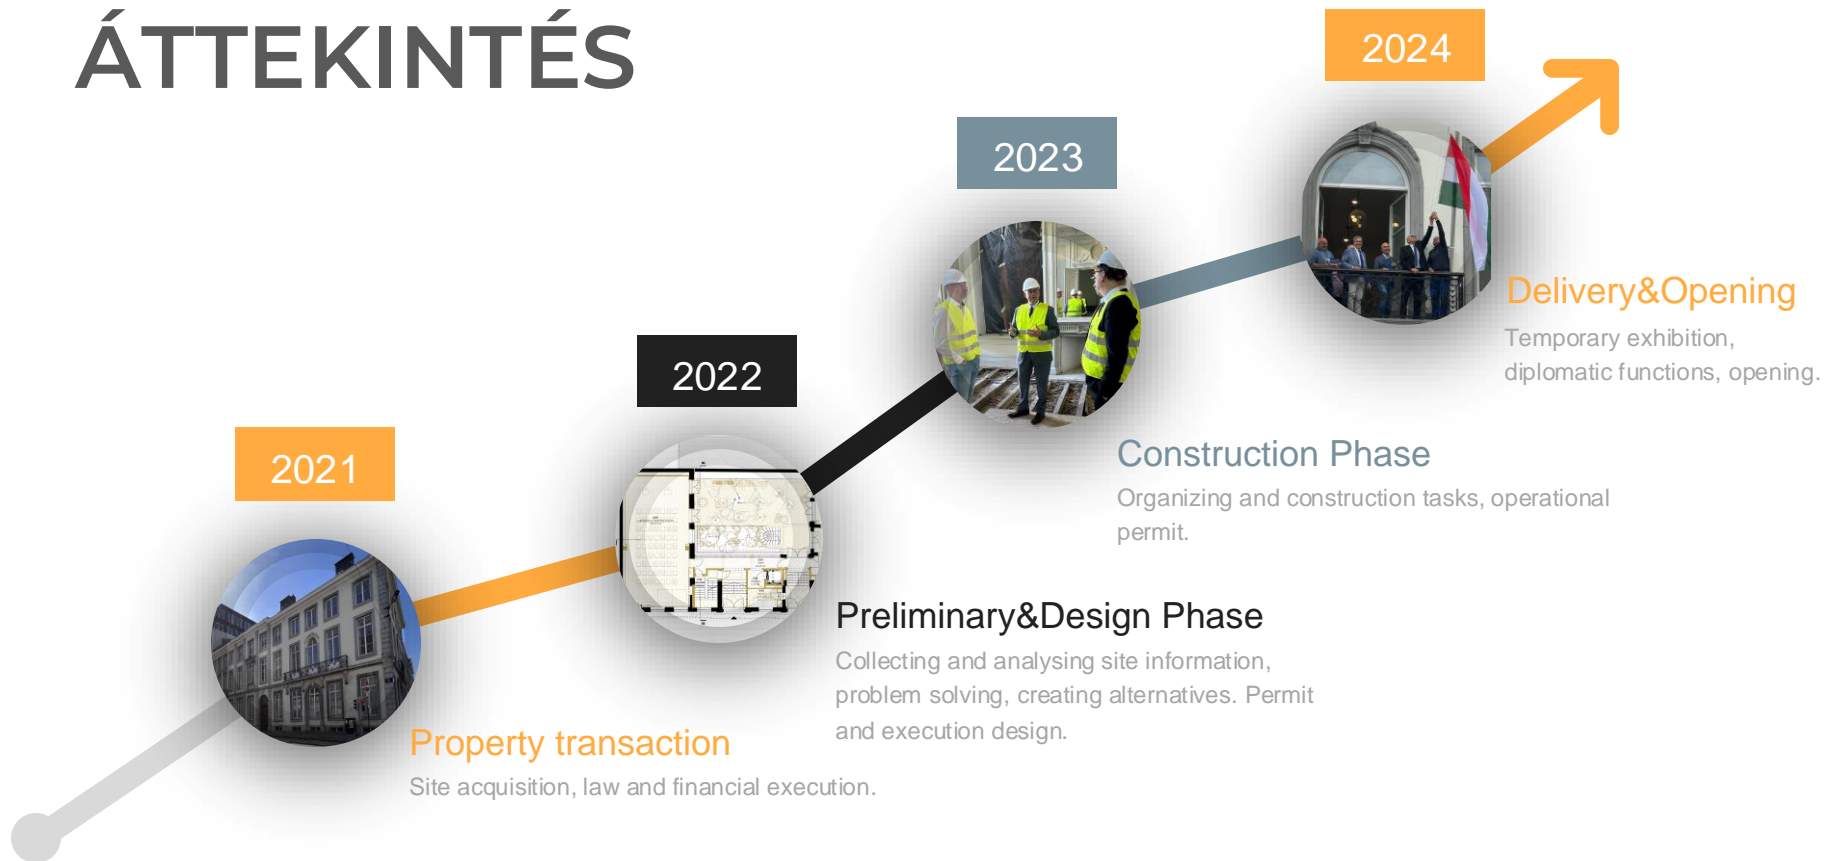 ÁTTEKINTÉS
2021
Property transaction
Site acquisition, law and financial execution.
2022
Preliminary&Design Phase
Collecting and analysing site information,
problem solving, creating alternatives. Permit
and execution design.
2023
Construction Phase
Organizing and construction tasks, operational
permit.
2024
Delivery&Opening
Temporary exhibition,
diplomatic functions, opening.